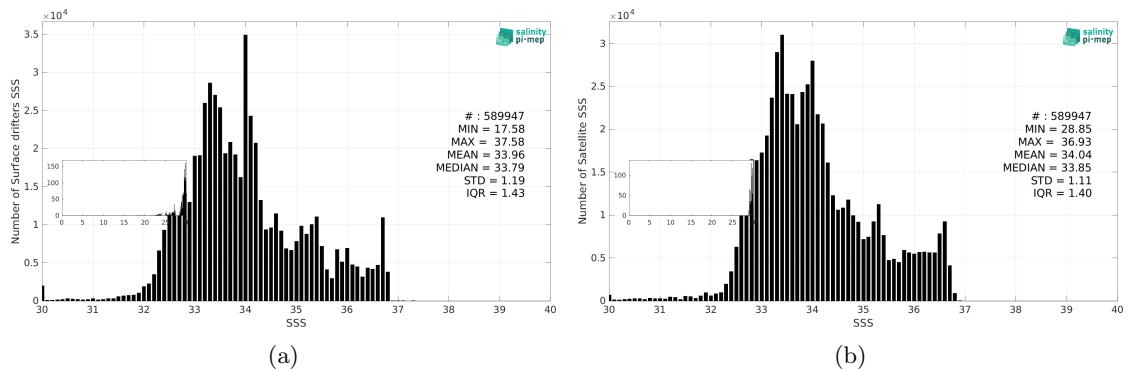 ×10⁴
3.5
3
2.5
2
1.5
1
0.5
0
30 31 32 33 34 35 36 37 38 39 40
SSS
Number of Surface drifters SSS
150
100
50
0
0 5 10 15 20 25
salinity
pi-mep
# : 589947
MIN = 17.58
MAX = 37.58
MEAN = 33.96
MEDIAN = 33.79
STD = 1.19
IQR = 1.43
(a)
×10⁴
3
2.5
2
1.5
1
0.5
0
30 31 32 33 34 35 36 37 38 39 40
SSS
Number of Satellite SSS
100
50
0
0 5 10 15 20 25
salinity
pi-mep
# : 589947
MIN = 28.85
MAX = 36.93
MEAN = 34.04
MEDIAN = 33.85
STD = 1.11
IQR = 1.40
(b)